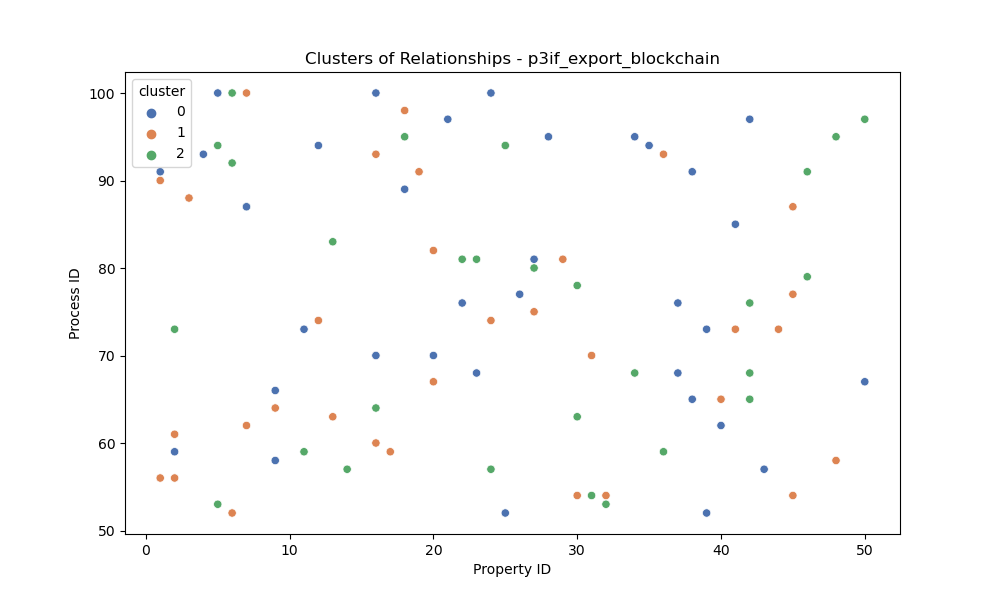 Clusters of Relationships - p3if_export_blockchain
cluster
0
1
2
100
90
80
70
60
50
Process ID
0 10 20 30 40 50
Property ID